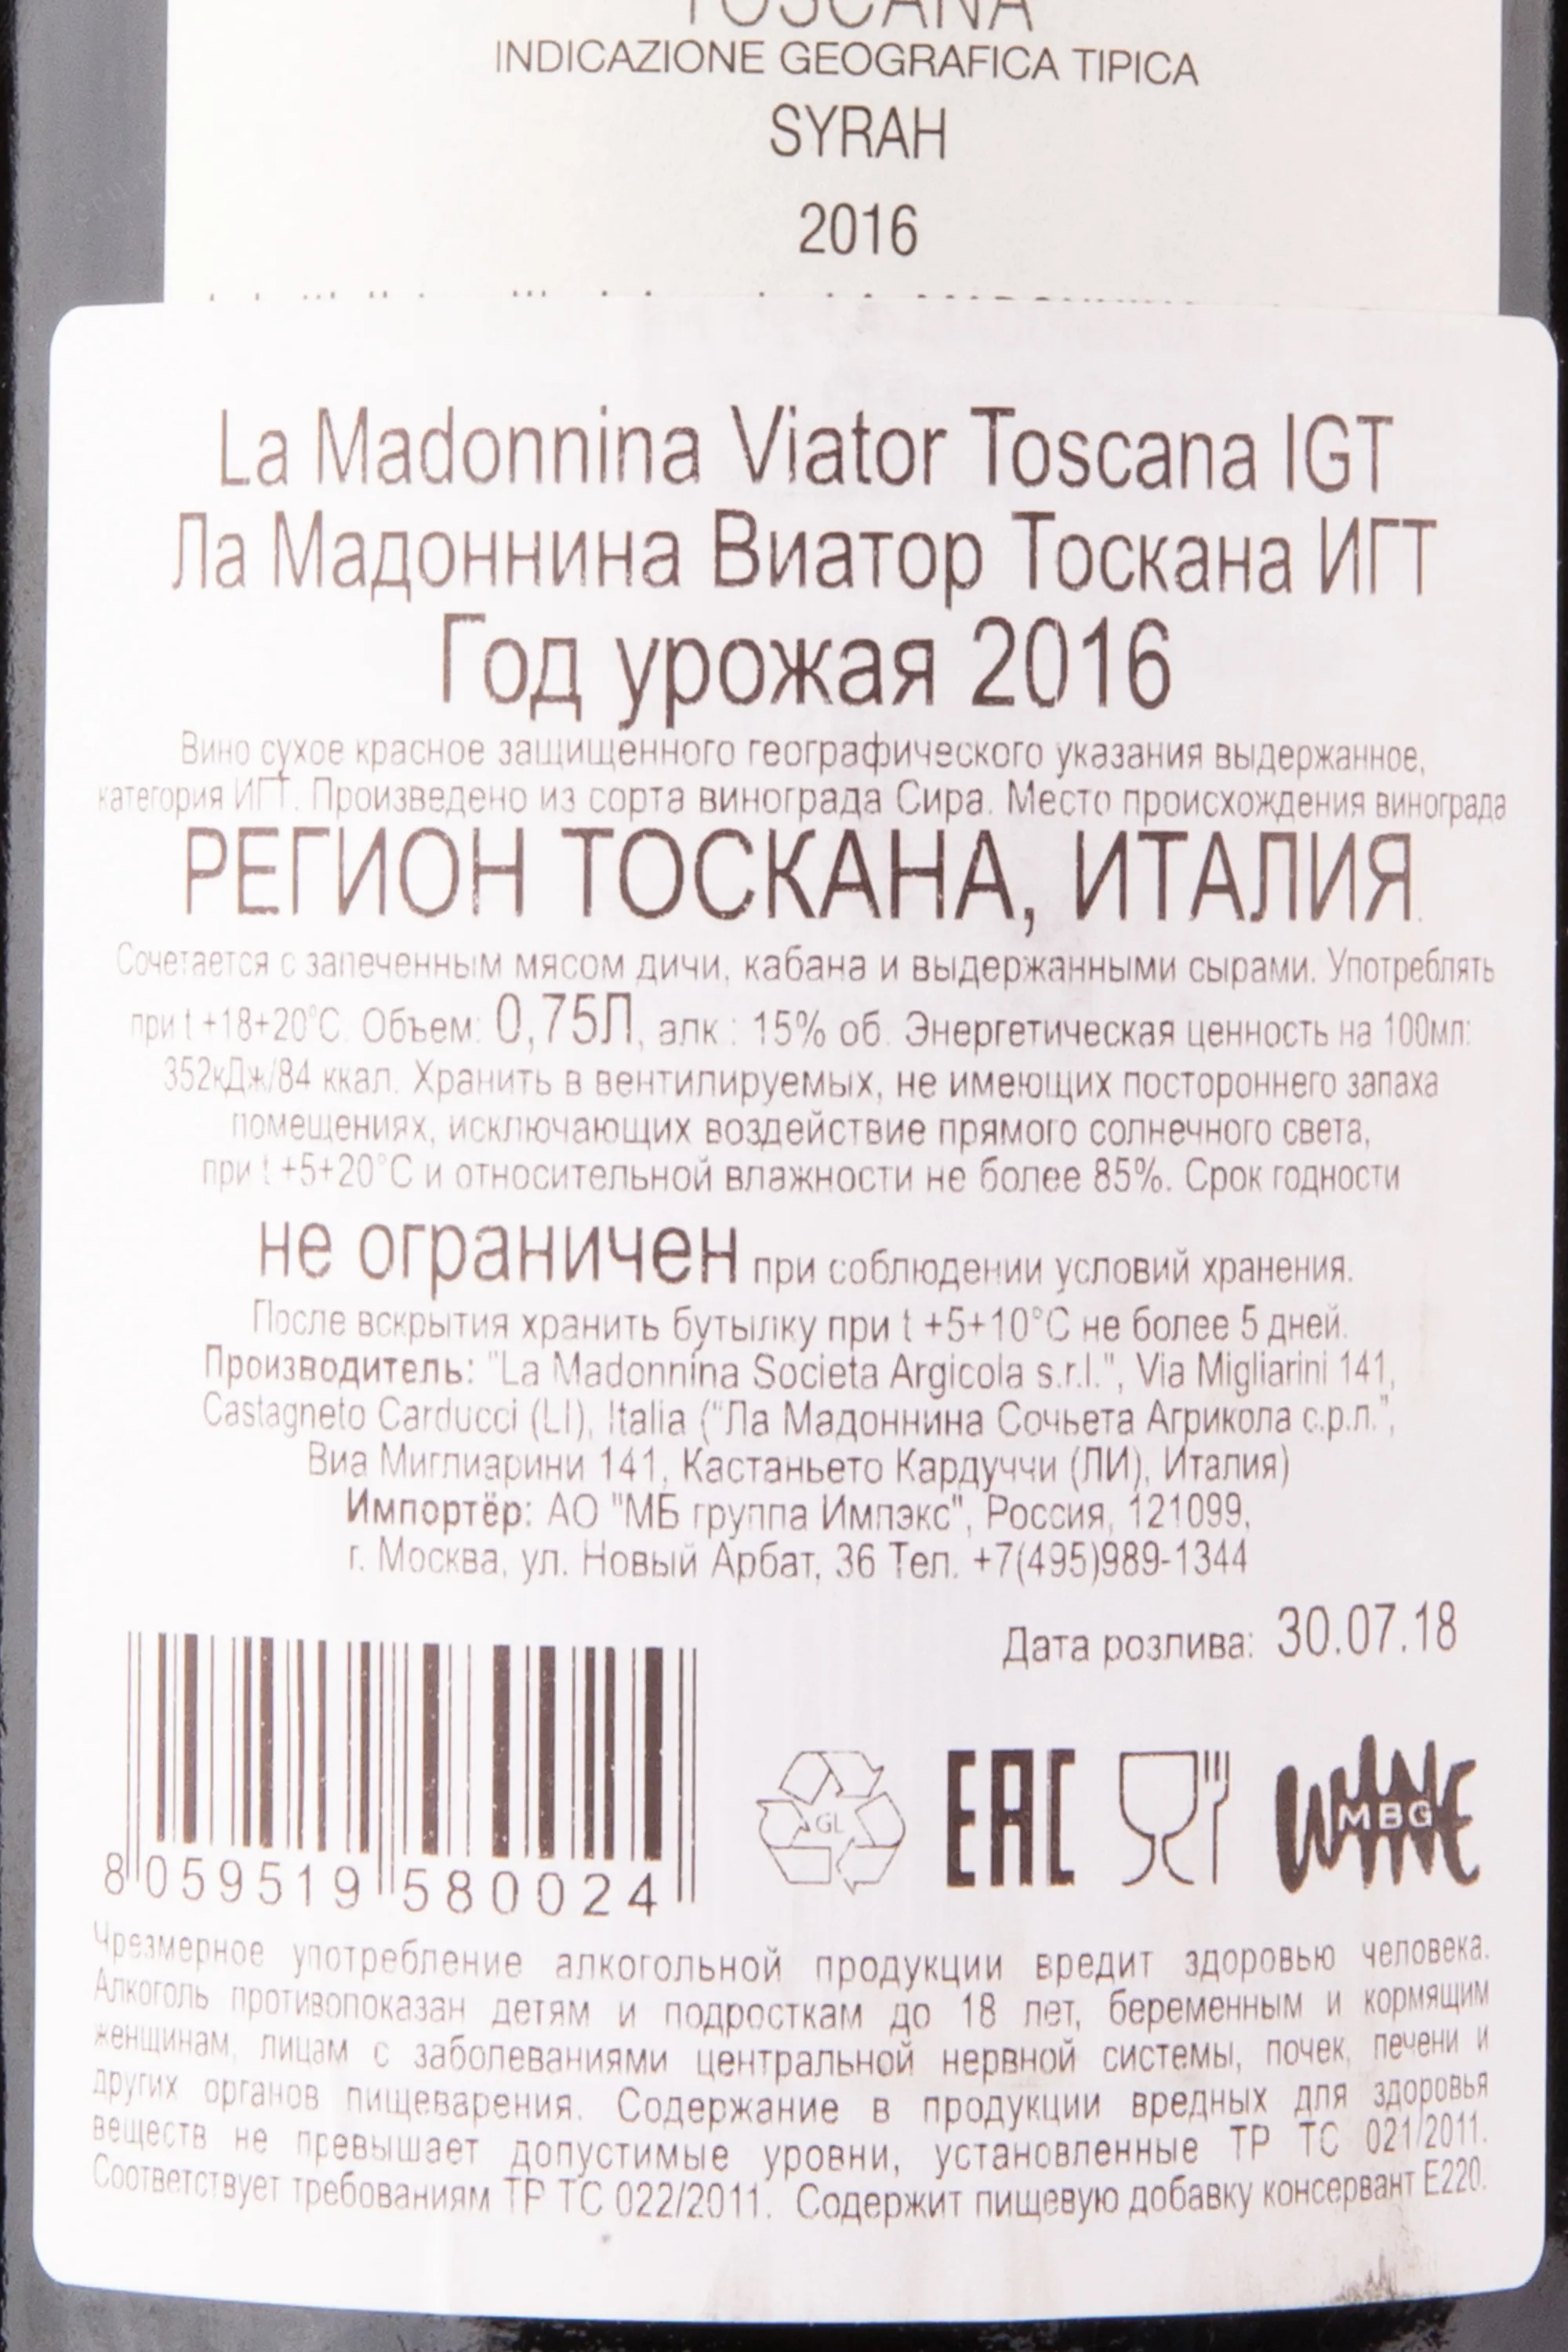 TOSCANA
INDICAZIONE GEOGRAFICA TIPICA
SYRAH
2016
La Madonnina Viator Toscana IGT
Ла Мадоннина Виатор Тоскана ИГТ
Год урожая 2016
Вино сухое красное защищенного географического указания выдержанное,
категория ИГТ. Произведено из сорта винограда Сира. Место происхождения винограда
РЕГИОН ТОСКАНА, ИТАЛИЯ.
Сочетается с запеченным мясом дичи, кабана и выдержанными сырами. Употреблять
при t +18+20°С. Объем: 0,75Л, алк.: 15% об. Энергетическая ценность на 100мл:
352кДж/84 ккал. Хранить в вентилируемых, не имеющих постороннего запаха
помещениях, исключающих воздействие прямого солнечного света,
при t +5+20°С и относительной влажности не более 85%. Срок годности
не ограничен при соблюдении условий хранения.
После вскрытия хранить бутылку при t +5+10°С не более 5 дней.
Производитель: "La Madonnina Societa Argicola s.r.l.", Via Migliarini 141,
Castagneto Carducci (LI), Italia ("Ла Мадоннина Сочьета Агрикола с.р.л.",
Виа Миглиарини 141, Кастаньето Кардуччи (ЛИ), Италия)
Импортёр: АО "МБ группа Импэкс", Россия, 121099,
г. Москва, ул. Новый Арбат, 36 Тел. +7(495)989-1344
Дата розлива: 30.07.18
GL EAC WINE MBG
8 059519 580024
Чрезмерное употребление алкогольной продукции вредит здоровью человека.
Алкоголь противопоказан детям и подросткам до 18 лет, беременным и кормящим
женщинам, лицам с заболеваниями центральной нервной системы, почек, печени и
других органов пищеварения. Содержание в продукции вредных для здоровья
веществ не превышает допустимые уровни, установленные ТР ТС 021/2011.
Соответствует требованиям ТР ТС 022/2011. Содержит пищевую добавку консервант Е220.